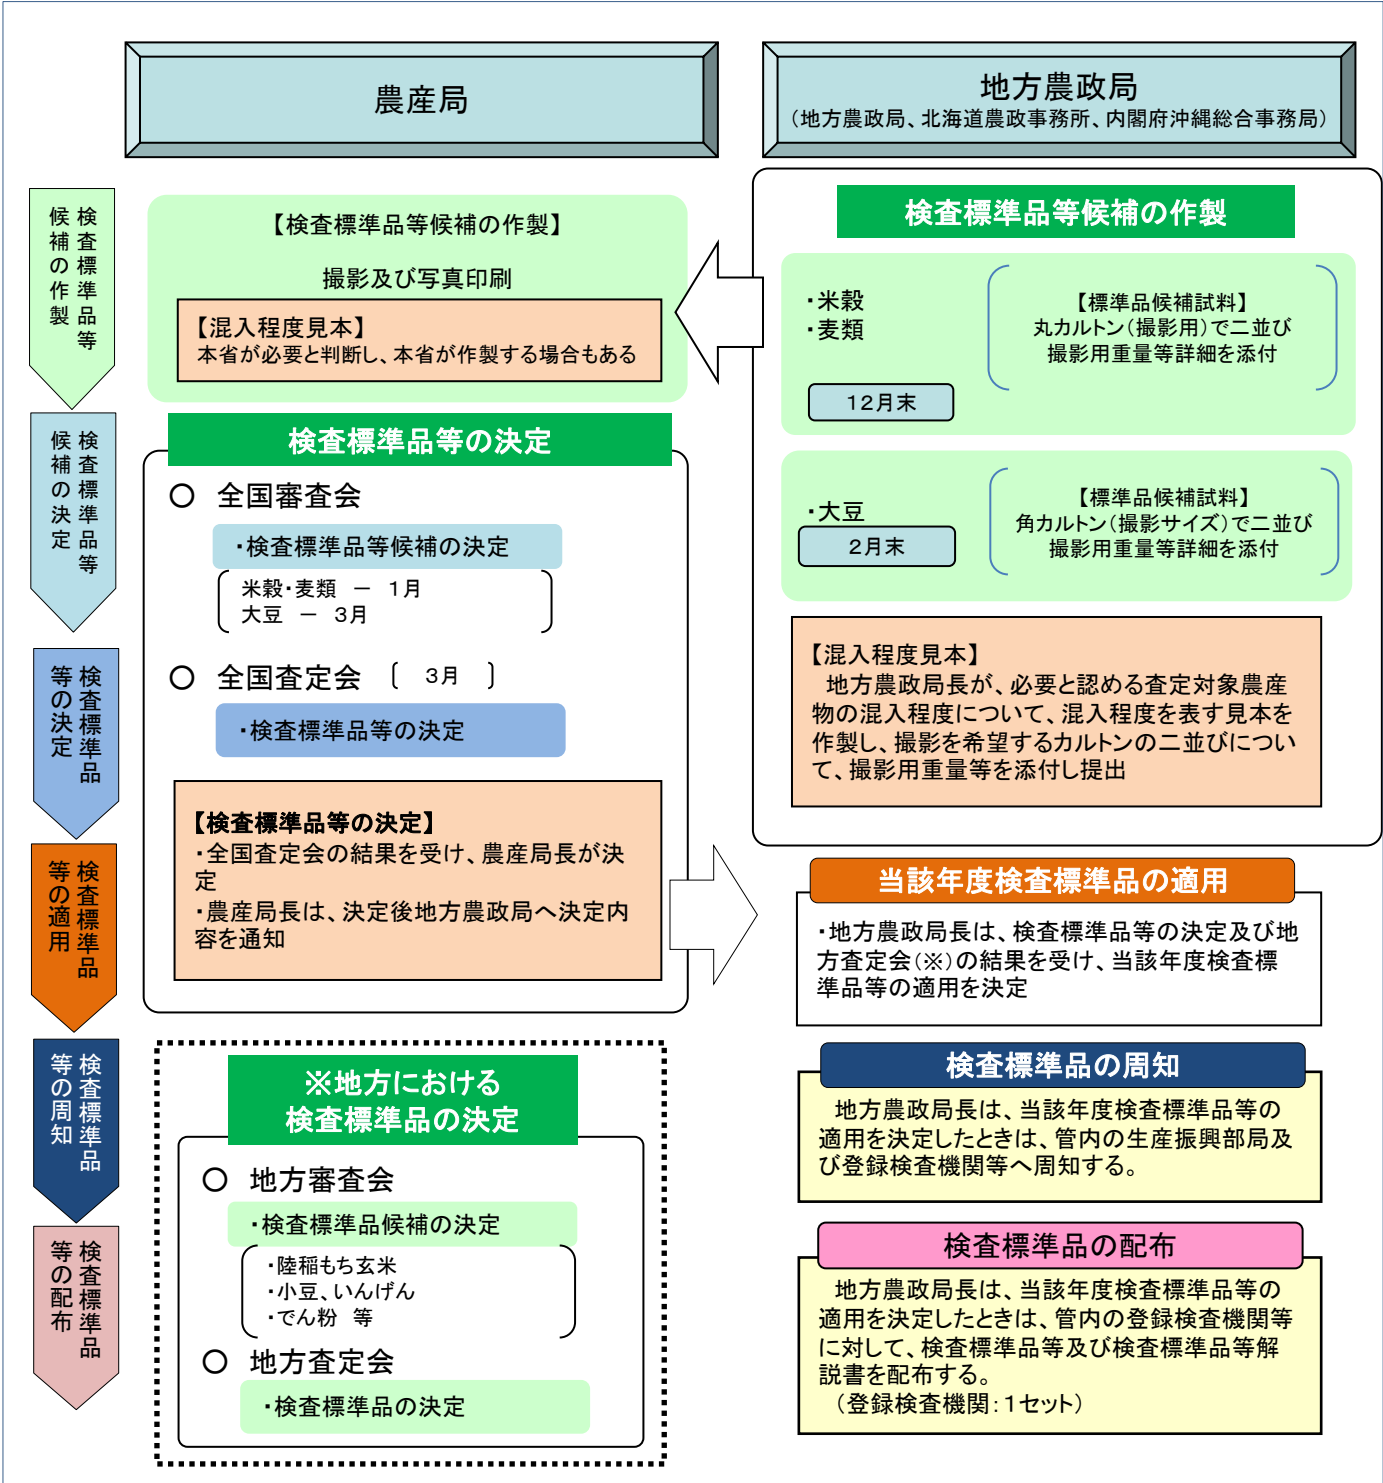 農産局
地方農政局
（地方農政局、北海道農政事務所、内閣府沖縄総合事務局）
検査標準品等
候補の作製
検査標準品等
候補の決定
検査標準品
等の決定
検査標準品
等の適用
検査標準品
等の周知
検査標準品
等の配布
【検査標準品等候補の作製】
撮影及び写真印刷
【混入程度見本】
本省が必要と判断し、本省が作製する場合もある
検査標準品等の決定
○ 全国審査会
・検査標準品等候補の決定
米穀・麦類 － 1月
大豆 － 3月
○ 全国査定会 〔 3月 〕
・検査標準品等の決定
【検査標準品等の決定】
・全国査定会の結果を受け、農産局長が決
定
・農産局長は、決定後地方農政局へ決定内
容を通知
※地方における
検査標準品の決定
○ 地方審査会
・検査標準品候補の決定
・陸稲もち玄米
・小豆、いんげん
・でん粉 等
○ 地方査定会
・検査標準品の決定
検査標準品等候補の作製
・米穀
・麦類
12月末
【標準品候補試料】
丸カルトン（撮影用）で二並び
撮影用重量等詳細を添付
・大豆
2月末
【標準品候補試料】
角カルトン（撮影サイズ）で二並び
撮影用重量等詳細を添付
【混入程度見本】
地方農政局長が、必要と認める査定対象農産
物の混入程度について、混入程度を表す見本を
作製し、撮影を希望するカルトンの二並びについ
て、撮影用重量等を添付し提出
当該年度検査標準品の適用
・地方農政局長は、検査標準品等の決定及び地
方査定会（※）の結果を受け、当該年度検査標
準品等の適用を決定
検査標準品の周知
地方農政局長は、当該年度検査標準品等の
適用を決定したときは、管内の生産振興部局及
び登録検査機関等へ周知する。
検査標準品の配布
地方農政局長は、当該年度検査標準品等の
適用を決定したときは、管内の登録検査機関等
に対して、検査標準品等及び検査標準品等解
説書を配布する。
（登録検査機関：1セット）